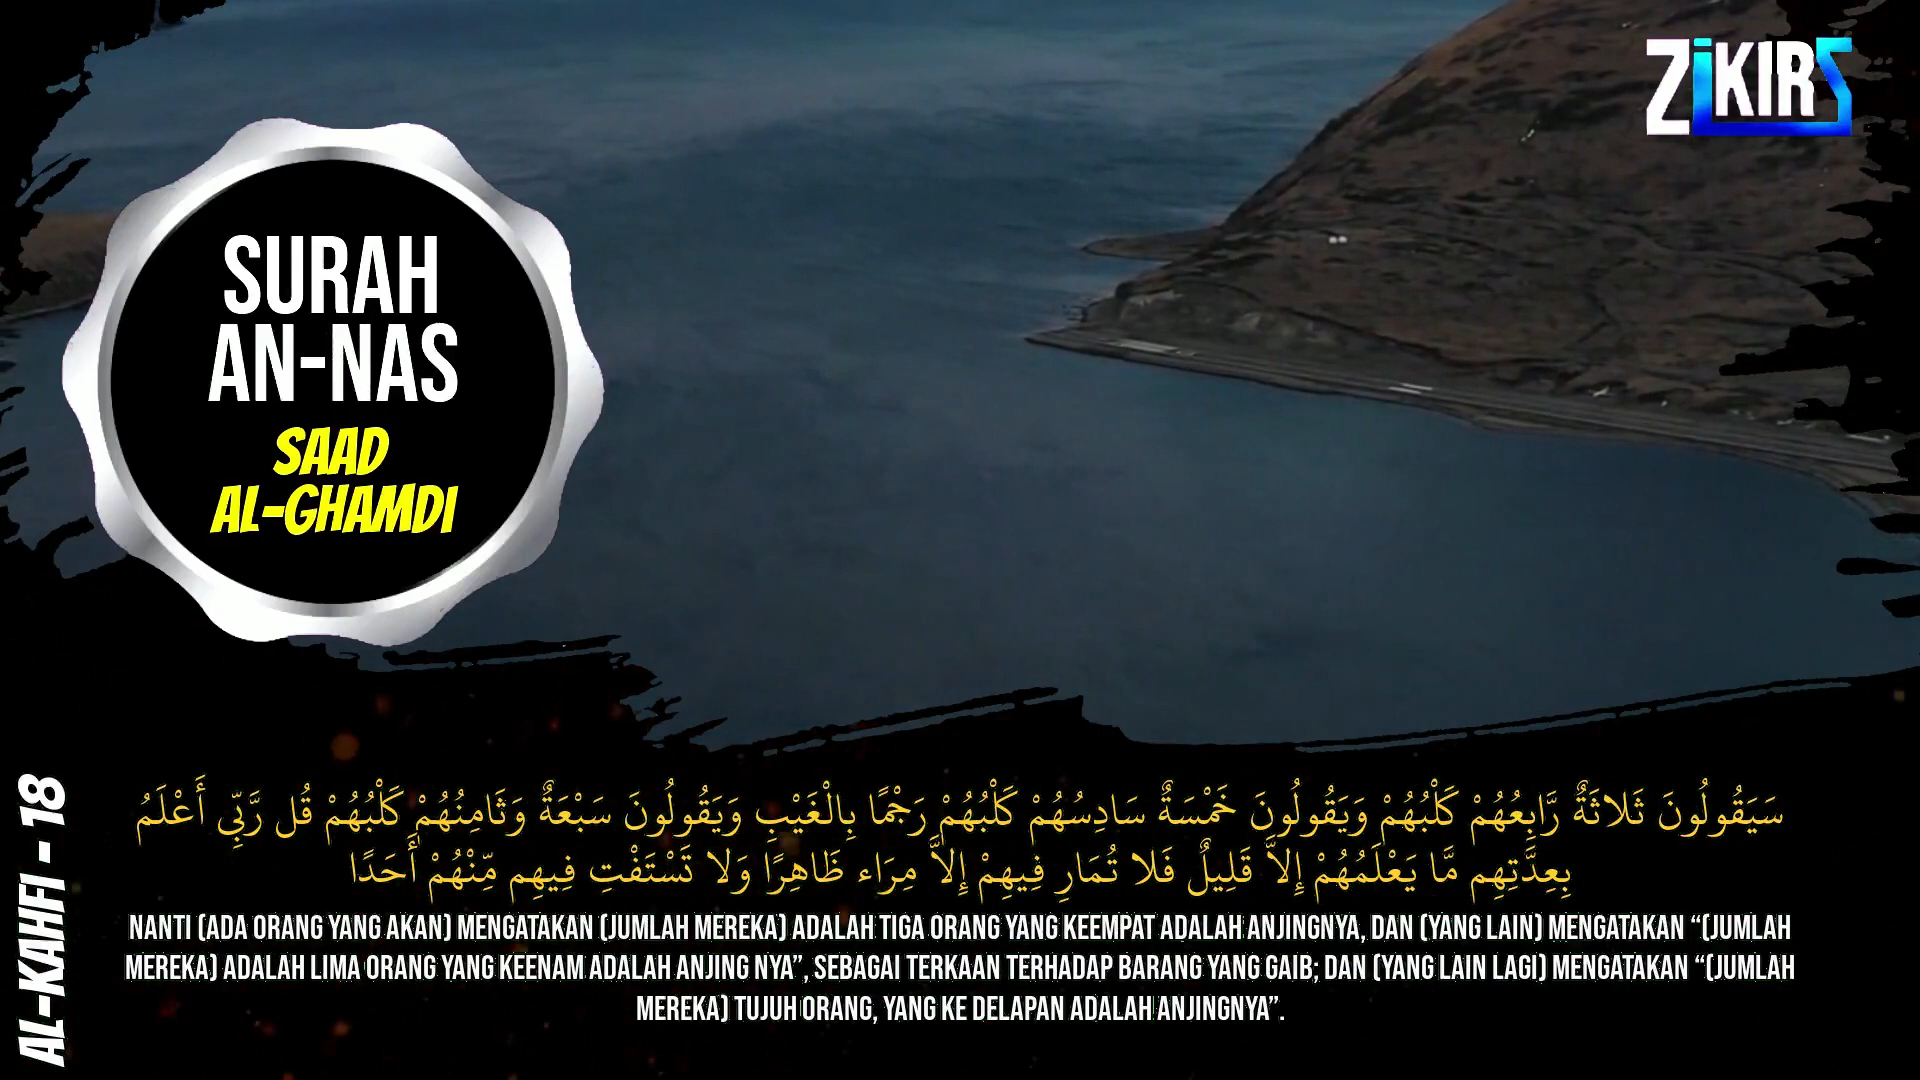 ZIKIRS
SURAH
AN-NAS
SAAD
AL-GHAMDI
AL-KAHFI - 18
سَيَقُولُونَ ثَلاثَةٌ رَّابِعُهُمْ كَلْبُهُمْ وَيَقُولُونَ خَمْسَةٌ سَادِسُهُمْ كَلْبُهُمْ رَجْمًا بِالْغَيْبِ وَيَقُولُونَ سَبْعَةٌ وَثَامِنُهُمْ كَلْبُهُمْ قُل رَّبِّي أَعْلَمُ
بِعِدَّتِهِم مَّا يَعْلَمُهُمْ إِلاَّ قَلِيلٌ فَلا تُمَارِ فِيهِمْ إِلاَّ مِرَاء ظَاهِرًا وَلا تَسْتَفْتِ فِيهِم مِّنْهُمْ أَحَدًا
NANTI (ADA ORANG YANG AKAN) MENGATAKAN (JUMLAH MEREKA) ADALAH TIGA ORANG YANG KEEMPAT ADALAH ANJINGNYA, DAN (YANG LAIN) MENGATAKAN “(JUMLAH
MEREKA) ADALAH LIMA ORANG YANG KEENAM ADALAH ANJING NYA”, SEBAGAI TERKAAN TERHADAP BARANG YANG GAIB; DAN (YANG LAIN LAGI) MENGATAKAN “(JUMLAH
MEREKA) TUJUH ORANG, YANG KE DELAPAN ADALAH ANJINGNYA”.